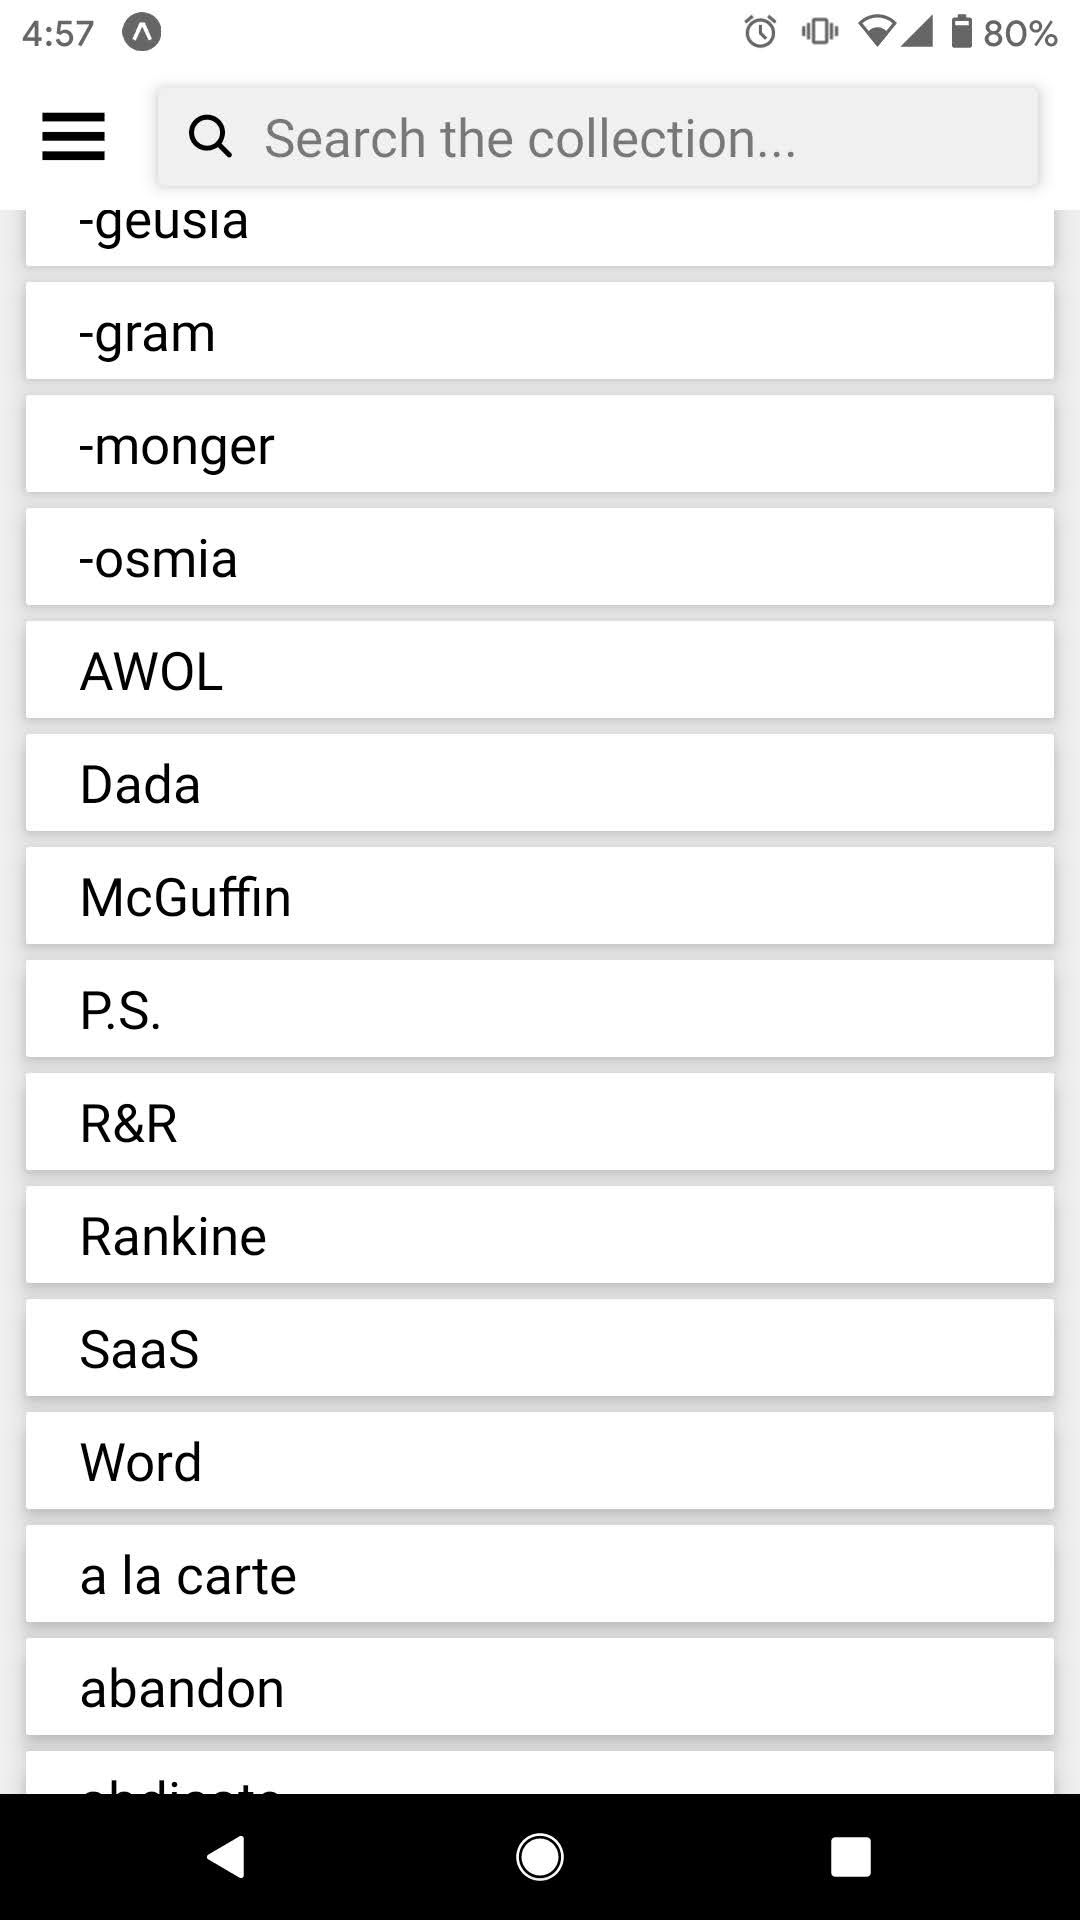 4:57
80%
Search the collection...
-geusia
-gram
-monger
-osmia
AWOL
Dada
McGuffin
P.S.
R&R
Rankine
SaaS
Word
a la carte
abandon